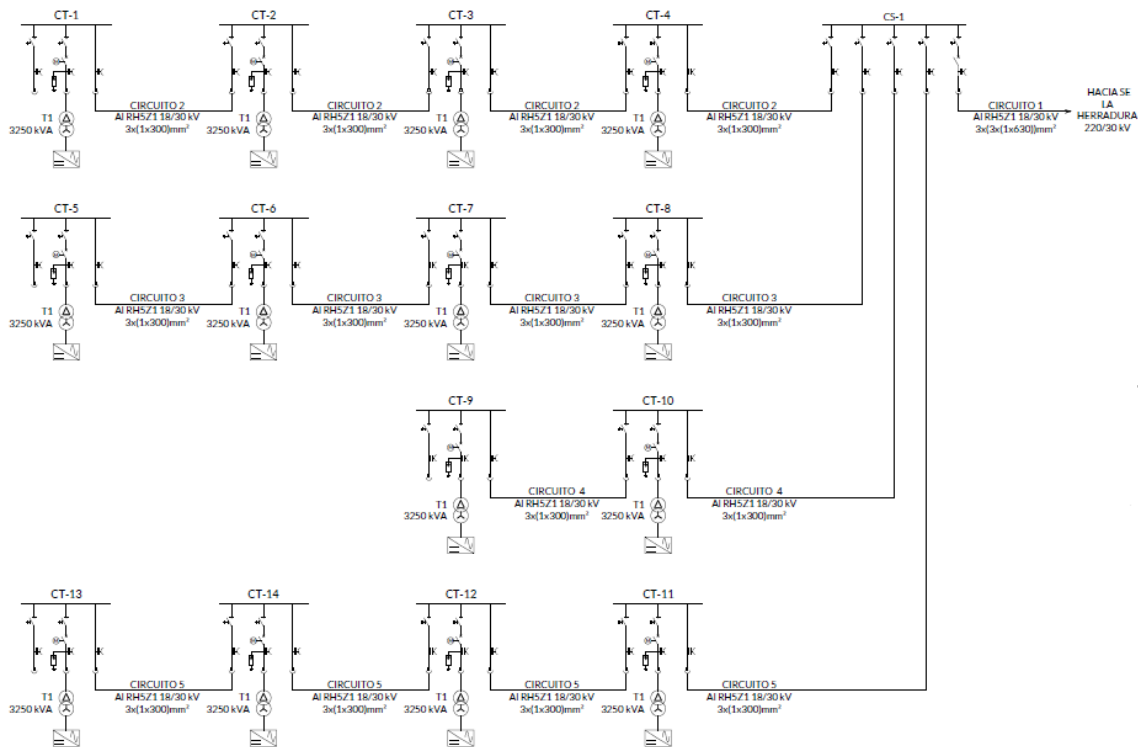 CT-1
CT-2
CT-3
CT-4
CS-1
CIRCUITO 2
Al RH5Z1 18/30 kV
3x(1x300)mm²
CIRCUITO 2
Al RH5Z1 18/30 kV
3x(1x300)mm²
CIRCUITO 2
Al RH5Z1 18/30 kV
3x(1x300)mm²
CIRCUITO 2
Al RH5Z1 18/30 kV
3x(1x300)mm²
CIRCUITO 1
Al RH5Z1 18/30 kV
3x(3x(1x630))mm²
HACIA SE
LA
HERRADURA
220/30 kV
T1
3250 kVA
T1
3250 kVA
T1
3250 kVA
T1
3250 kVA
CT-5
CT-6
CT-7
CT-8
CIRCUITO 3
Al RH5Z1 18/30 kV
3x(1x300)mm²
CIRCUITO 3
Al RH5Z1 18/30 kV
3x(1x300)mm²
CIRCUITO 3
Al RH5Z1 18/30 kV
3x(1x300)mm²
CIRCUITO 3
Al RH5Z1 18/30 kV
3x(1x300)mm²
T1
3250 kVA
T1
3250 kVA
T1
3250 kVA
T1
3250 kVA
CT-9
CT-10
CIRCUITO 4
Al RH5Z1 18/30 kV
3x(1x300)mm²
CIRCUITO 4
Al RH5Z1 18/30 kV
3x(1x300)mm²
T1
3250 kVA
T1
3250 kVA
CT-13
CT-14
CT-12
CT-11
CIRCUITO 5
Al RH5Z1 18/30 kV
3x(1x300)mm²
CIRCUITO 5
Al RH5Z1 18/30 kV
3x(1x300)mm²
CIRCUITO 5
Al RH5Z1 18/30 kV
3x(1x300)mm²
CIRCUITO 5
Al RH5Z1 18/30 kV
3x(1x300)mm²
T1
3250 kVA
T1
3250 kVA
T1
3250 kVA
T1
3250 kVA